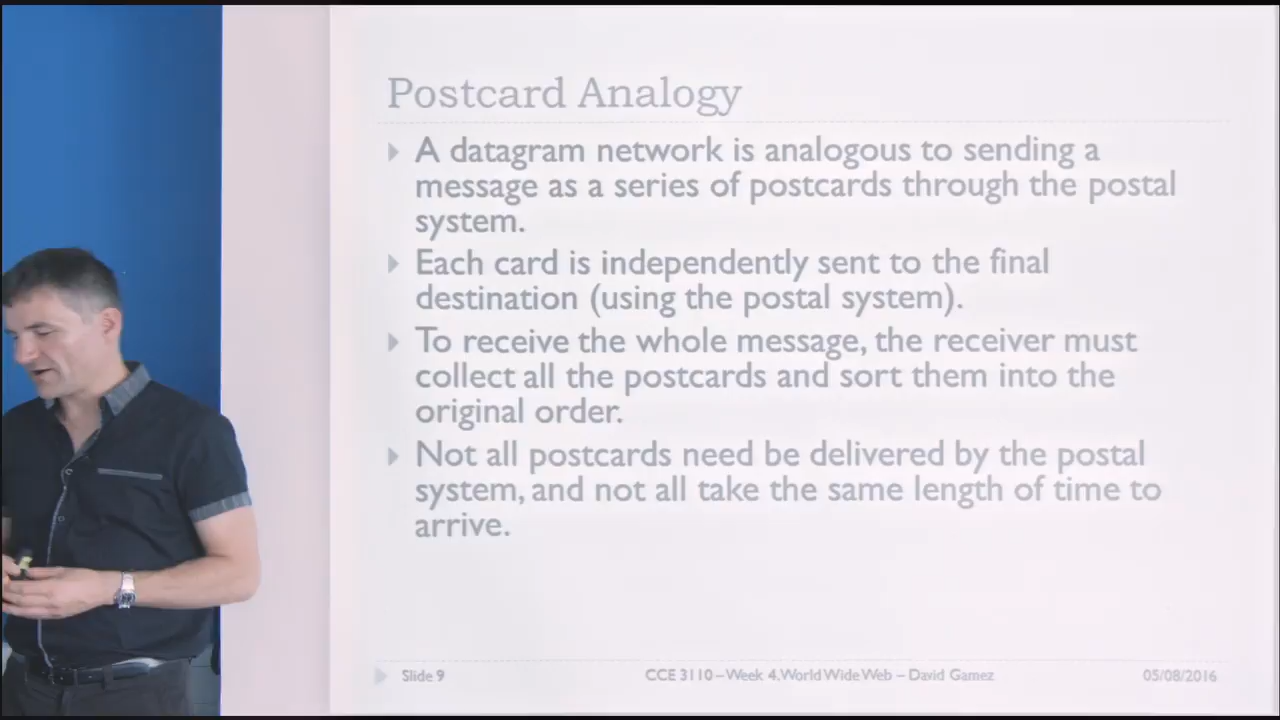 Postcard Analogy
A datagram network is analogous to sending a
message as a series of postcards through the postal
system.
Each card is independently sent to the final
destination (using the postal system).
To receive the whole message, the receiver must
collect all the postcards and sort them into the
original order.
Not all postcards need be delivered by the postal
system, and not all take the same length of time to
arrive.
Slide 9
CCE 3110 – Week 4. World Wide Web – David Gamez
05/08/2016